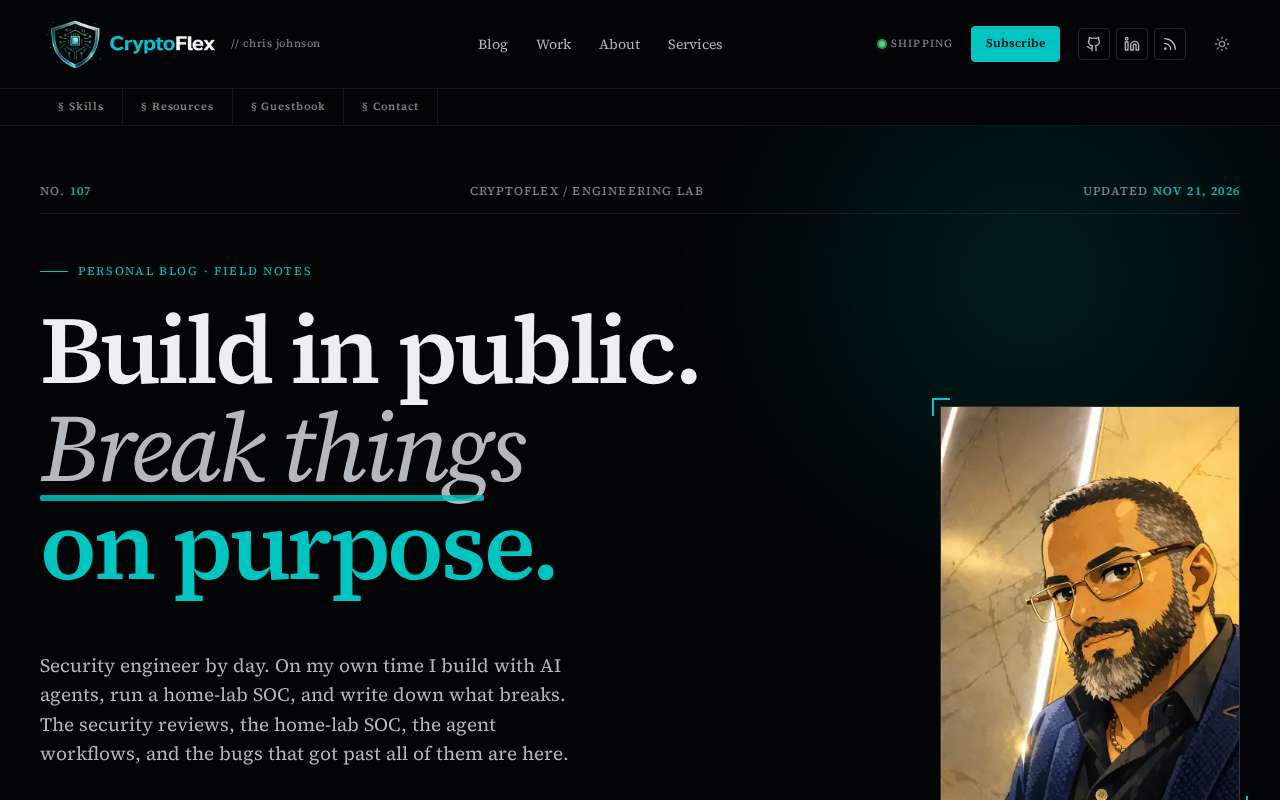 CryptoFlex // chris johnson
Blog Work About Services
SHIPPING
Subscribe
§ Skills § Resources § Guestbook § Contact
NO. 107
CRYPTOFLEX / ENGINEERING LAB
UPDATED NOV 21, 2026
PERSONAL BLOG · FIELD NOTES
Build in public.
Break things
on purpose.
Security engineer by day. On my own time I build with AI
agents, run a home-lab SOC, and write down what breaks.
The security reviews, the home-lab SOC, the agent
workflows, and the bugs that got past all of them are here.